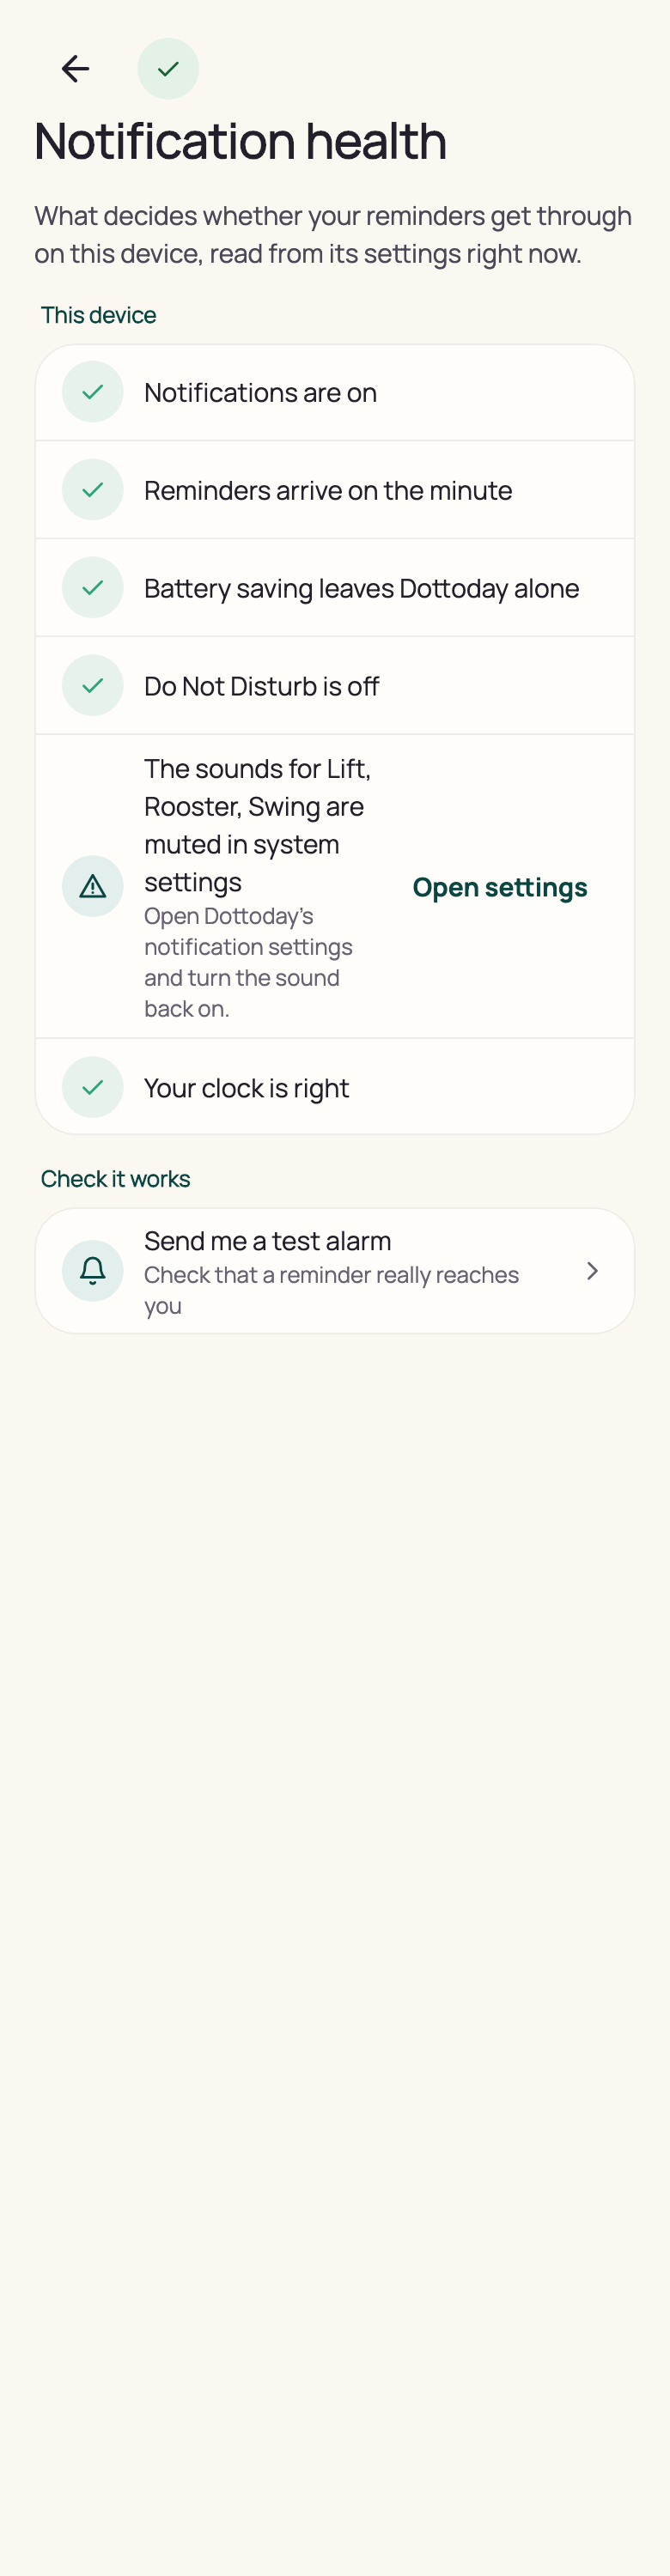 Notification health
What decides whether your reminders get through
on this device, read from its settings right now.
This device
Notifications are on
Reminders arrive on the minute
Battery saving leaves Dottoday alone
Do Not Disturb is off
The sounds for Lift,
Rooster, Swing are
muted in system
settings
Open Dottoday’s
notification settings
and turn the sound
back on.
Open settings
Your clock is right
Check it works
Send me a test alarm
Check that a reminder really reaches
you